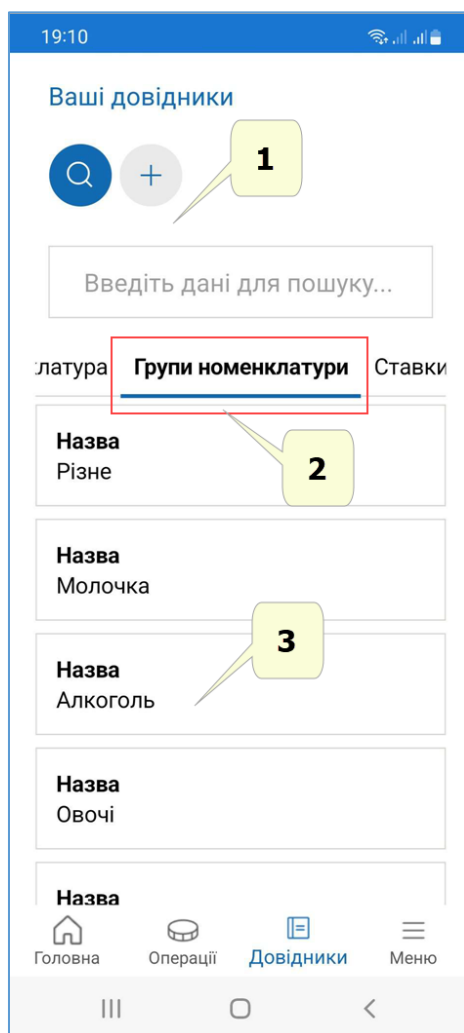 19:10
Ваші довідники
1
Введіть дані для пошуку...
клатура Групи номенклатури Ставки
2
Назва
Різне
Назва
Молочка
3
Назва
Алкоголь
Назва
Овочі
Назва
Головна Операції Довідники Меню